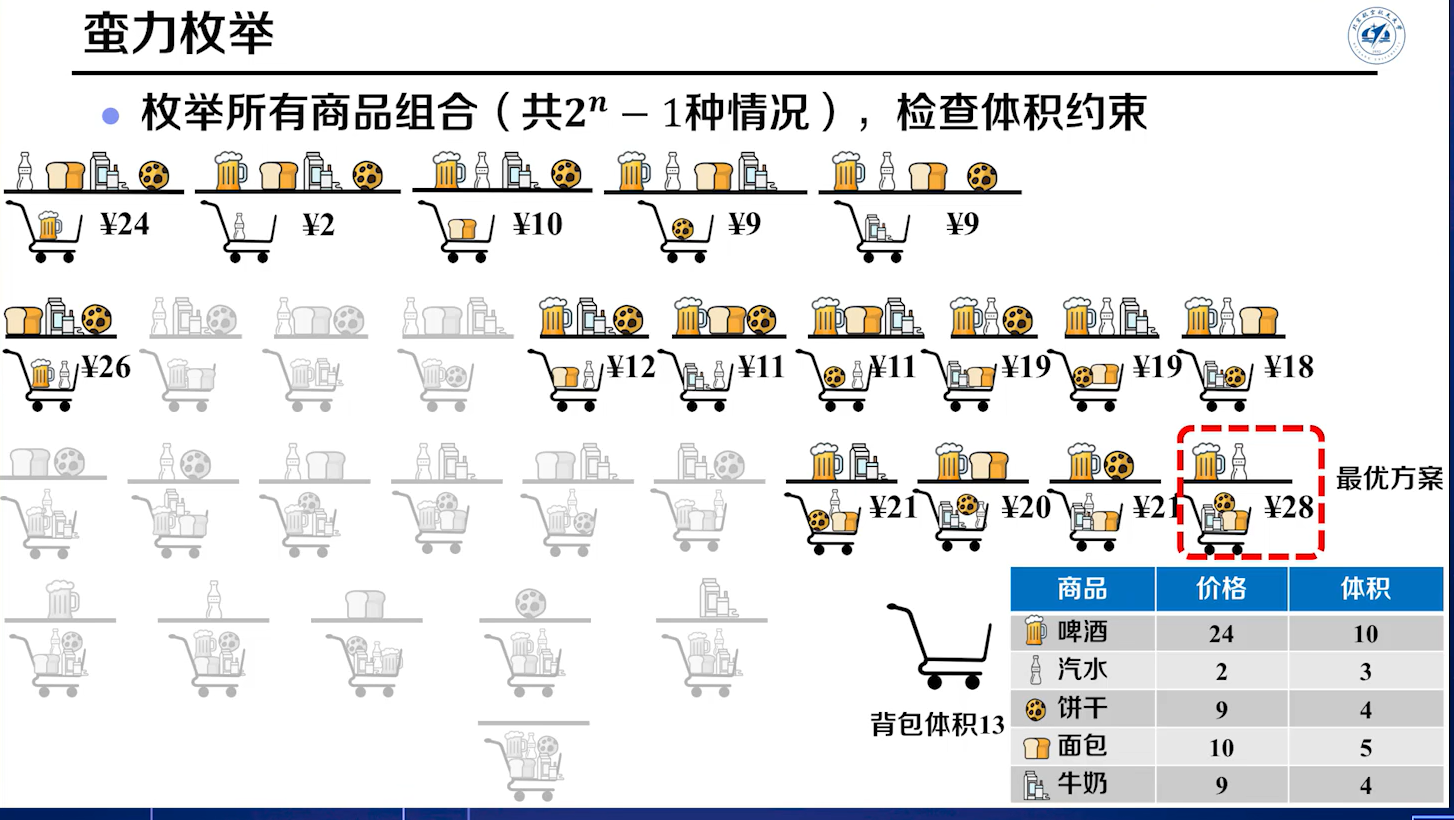 蛮力枚举
枚举所有商品组合（共2ⁿ − 1种情况），检查体积约束
¥24 ¥2 ¥10 ¥9 ¥9
¥26 ¥12 ¥11 ¥11 ¥19 ¥19 ¥18
¥21 ¥20 ¥21 ¥28 最优方案
背包体积13
商品 价格 体积
啤酒 24 10
汽水 2 3
饼干 9 4
面包 10 5
牛奶 9 4